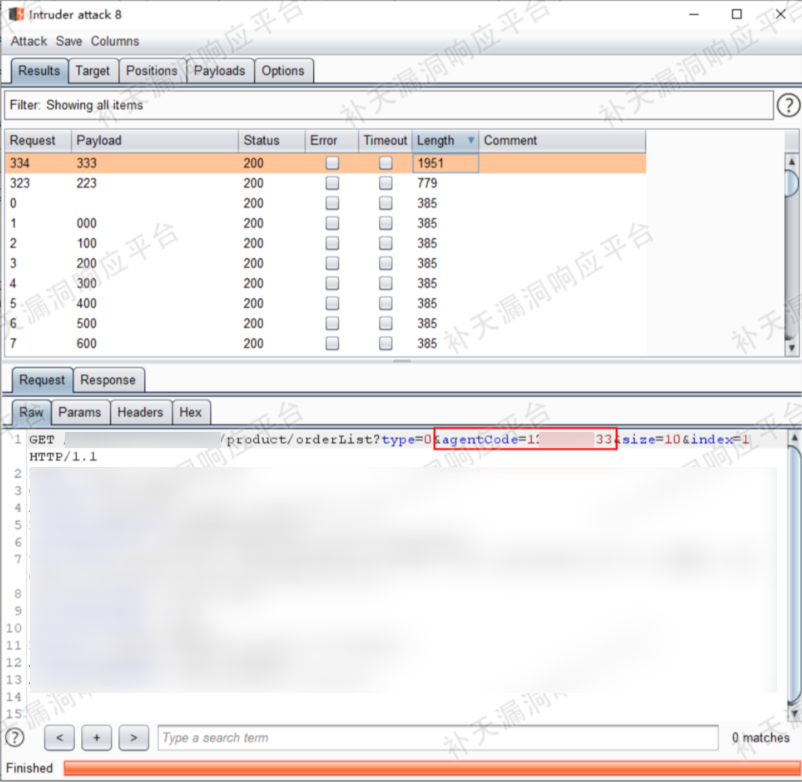 Intruder attack 8
Attack Save Columns
Results Target Positions Payloads Options
Filter: Showing all items ?
Request Payload Status Error Timeout Length Comment
334 333 200 1951
323 223 200 779
0 200 385
1 000 200 385
2 100 200 385
3 200 200 385
4 300 200 385
5 400 200 385
6 500 200 385
7 600 200 385
Request Response
Raw Params Headers Hex
1 GET /product/orderList?type=0&agentCode=12 33&size=10&index=1
HTTP/1.1
2
3
4
5
6
7
8
9
10
11
12
13
14
15
? < + > Type a search term 0 matches
Finished
补天漏洞响应平台